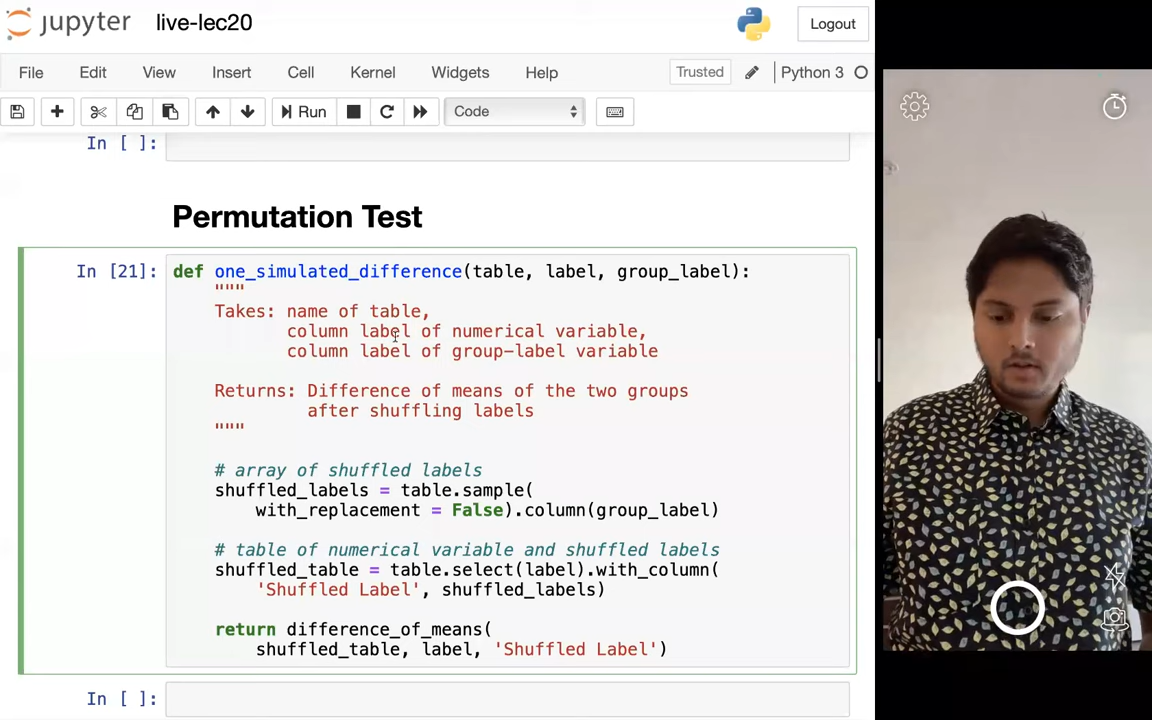 jupyter live-lec20 Logout
File Edit View Insert Cell Kernel Widgets Help Trusted Python 3
Run Code
In [ ]:
Permutation Test
In [21]: def one_simulated_difference(table, label, group_label):
"""
Takes: name of table,
column label of numerical variable,
column label of group-label variable
Returns: Difference of means of the two groups
after shuffling labels
"""
# array of shuffled labels
shuffled_labels = table.sample(
with_replacement = False).column(group_label)
# table of numerical variable and shuffled labels
shuffled_table = table.select(label).with_column(
'Shuffled Label', shuffled_labels)
return difference_of_means(
shuffled_table, label, 'Shuffled Label')
In [ ]: